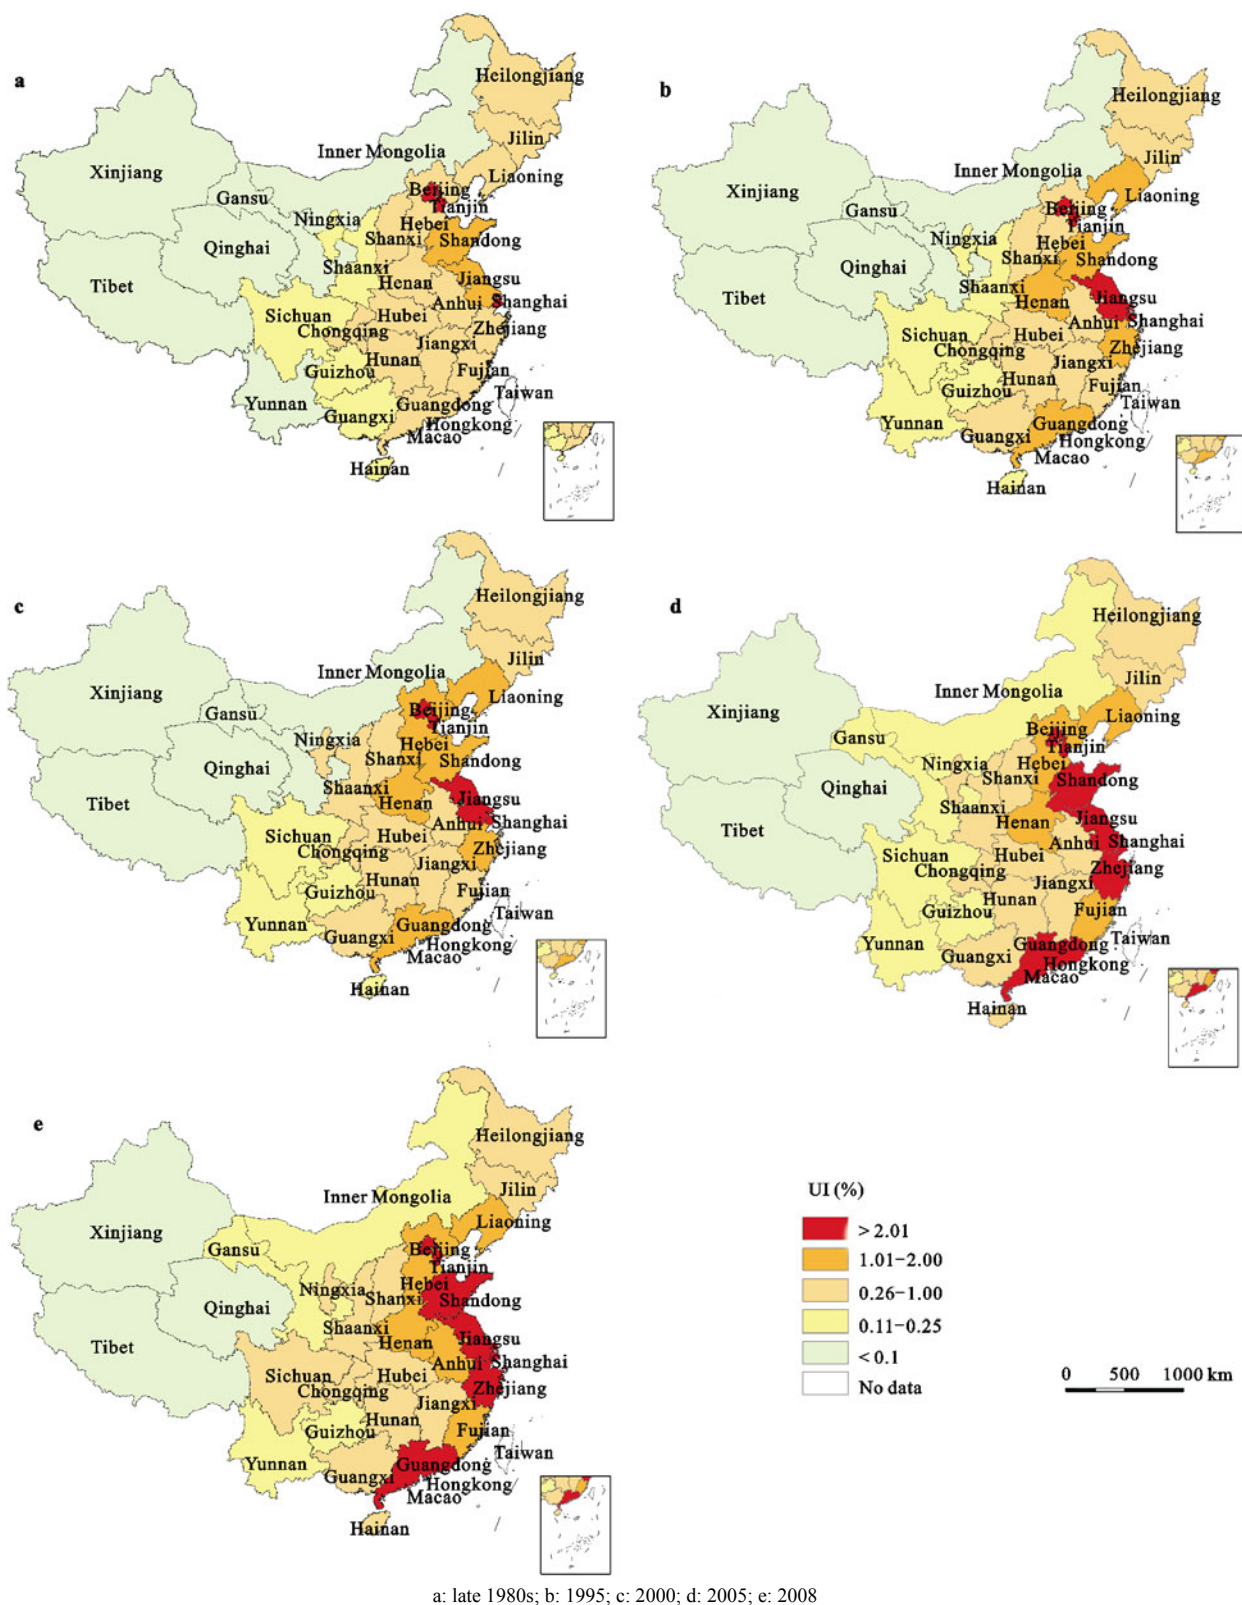 a
Heilongjiang
Jilin
Inner Mongolia
Liaoning
Xinjiang
Gansu
Beijing
Tianjin
Ningxia
Hebei
Shanxi
Shandong
Qinghai
Shaanxi
Henan
Jiangsu
Tibet
Anhui
Shanghai
Sichuan
Hubei
Chongqing
Zhejiang
Jiangxi
Hunan
Guizhou
Fujian
Taiwan
Yunnan
Guangxi
Guangdong
Hongkong
Macao
Hainan
b
Heilongjiang
Jilin
Inner Mongolia
Liaoning
Xinjiang
Gansu
Beijing
Tianjin
Ningxia
Hebei
Shanxi
Shandong
Qinghai
Shaanxi
Henan
Jiangsu
Tibet
Anhui
Shanghai
Sichuan
Hubei
Chongqing
Zhejiang
Jiangxi
Hunan
Guizhou
Fujian
Taiwan
Yunnan
Guangxi
Guangdong
Hongkong
Macao
Hainan
c
Heilongjiang
Jilin
Inner Mongolia
Liaoning
Xinjiang
Gansu
Beijing
Tianjin
Ningxia
Hebei
Shanxi
Shandong
Qinghai
Shaanxi
Henan
Jiangsu
Tibet
Anhui
Shanghai
Sichuan
Hubei
Chongqing
Zhejiang
Jiangxi
Hunan
Guizhou
Fujian
Taiwan
Yunnan
Guangxi
Guangdong
Hongkong
Macao
Hainan
d
Heilongjiang
Jilin
Inner Mongolia
Liaoning
Xinjiang
Gansu
Beijing
Tianjin
Ningxia
Hebei
Shanxi
Shandong
Qinghai
Shaanxi
Henan
Jiangsu
Tibet
Anhui
Shanghai
Sichuan
Hubei
Chongqing
Zhejiang
Jiangxi
Hunan
Guizhou
Fujian
Taiwan
Yunnan
Guangxi
Guangdong
Hongkong
Macao
Hainan
e
Heilongjiang
Jilin
Inner Mongolia
Liaoning
Xinjiang
Gansu
Beijing
Tianjin
Ningxia
Hebei
Shanxi
Shandong
Qinghai
Shaanxi
Henan
Jiangsu
Tibet
Anhui
Shanghai
Sichuan
Hubei
Chongqing
Zhejiang
Jiangxi
Hunan
Guizhou
Fujian
Taiwan
Yunnan
Guangxi
Guangdong
Hongkong
Macao
Hainan
UI (%)
> 2.01
1.01−2.00
0.26−1.00
0.11−0.25
< 0.1
No data
0 500 1000 km
a: late 1980s; b: 1995; c: 2000; d: 2005; e: 2008